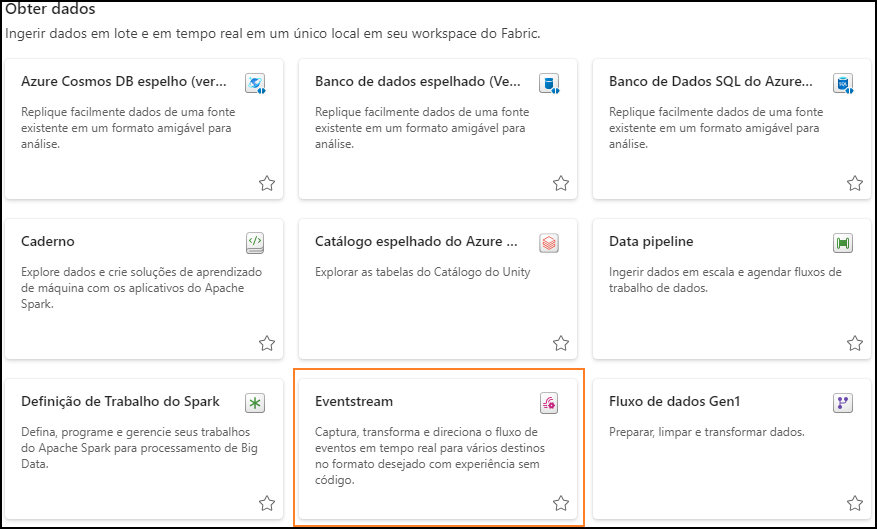 Obter dados
Ingerir dados em lote e em tempo real em um único local em seu workspace do Fabric.
Azure Cosmos DB espelho (ver...
Replique facilmente dados de uma fonte
existente em um formato amigável para
análise.
Banco de dados espelhado (Ve...
Replique facilmente dados de uma fonte
existente em um formato amigável para
análise.
Banco de Dados SQL do Azure...
Replique facilmente dados de uma fonte
existente em um formato amigável para
análise.
Caderno
Explore dados e crie soluções de aprendizado
de máquina com os aplicativos do Apache
Spark.
Catálogo espelhado do Azure ...
Explorar as tabelas do Catálogo do Unity
Data pipeline
Ingerir dados em escala e agendar fluxos de
trabalho de dados.
Definição de Trabalho do Spark
Defina, programe e gerencie seus trabalhos
do Apache Spark para processamento de Big
Data.
Eventstream
Captura, transforma e direciona o fluxo de
eventos em tempo real para vários destinos
no formato desejado com experiência sem
código.
Fluxo de dados Gen1
Preparar, limpar e transformar dados.